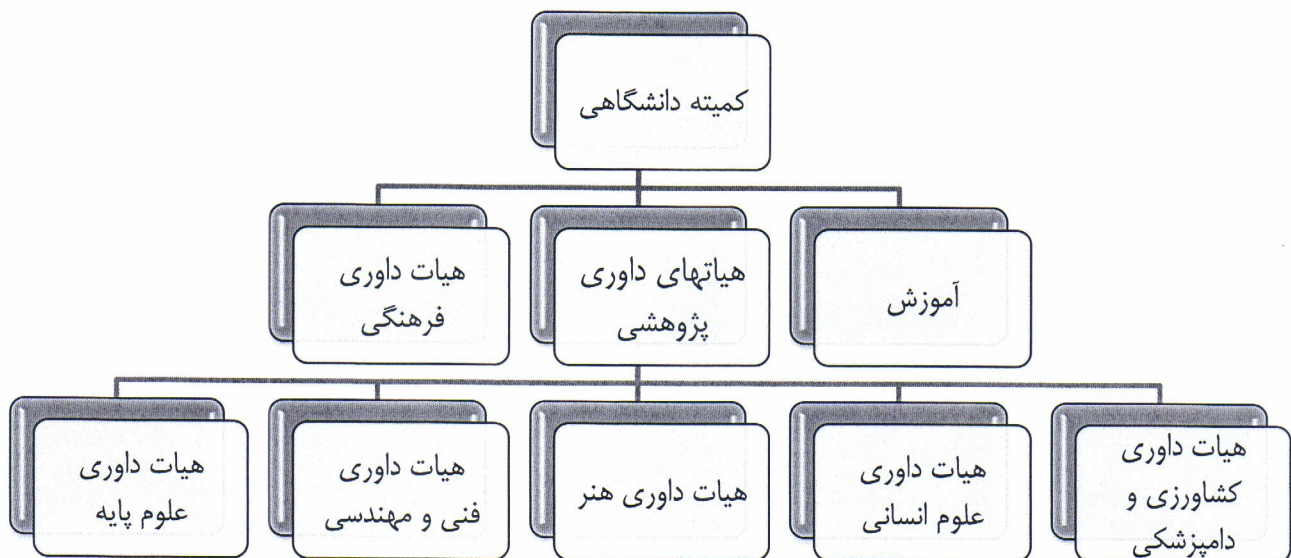 کمیته دانشگاهی
آموزش
هیاتهای داوری
پژوهشی
هیات داوری
فرهنگی
هیات داوری
کشاورزی و
دامپزشکی
هیات داوری
علوم انسانی
هیات داوری هنر
هیات داوری
فنی و مهندسی
هیات داوری
علوم پایه